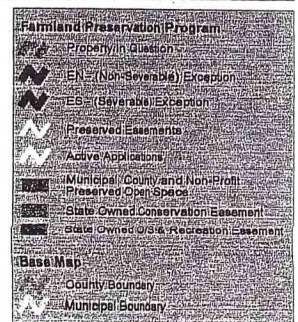 Farmland Preservation Program
Property In Question
EN - (Non-Severable) Exception
ES - (Severable) Exception
Preserved Easements
Active Applications
Municipal, County and Non-Profit
Preserved Open Space
State Owned Conservation Easement
State Owned O/S & Recreation Easement
Base Map
County Boundary
Municipal Boundary